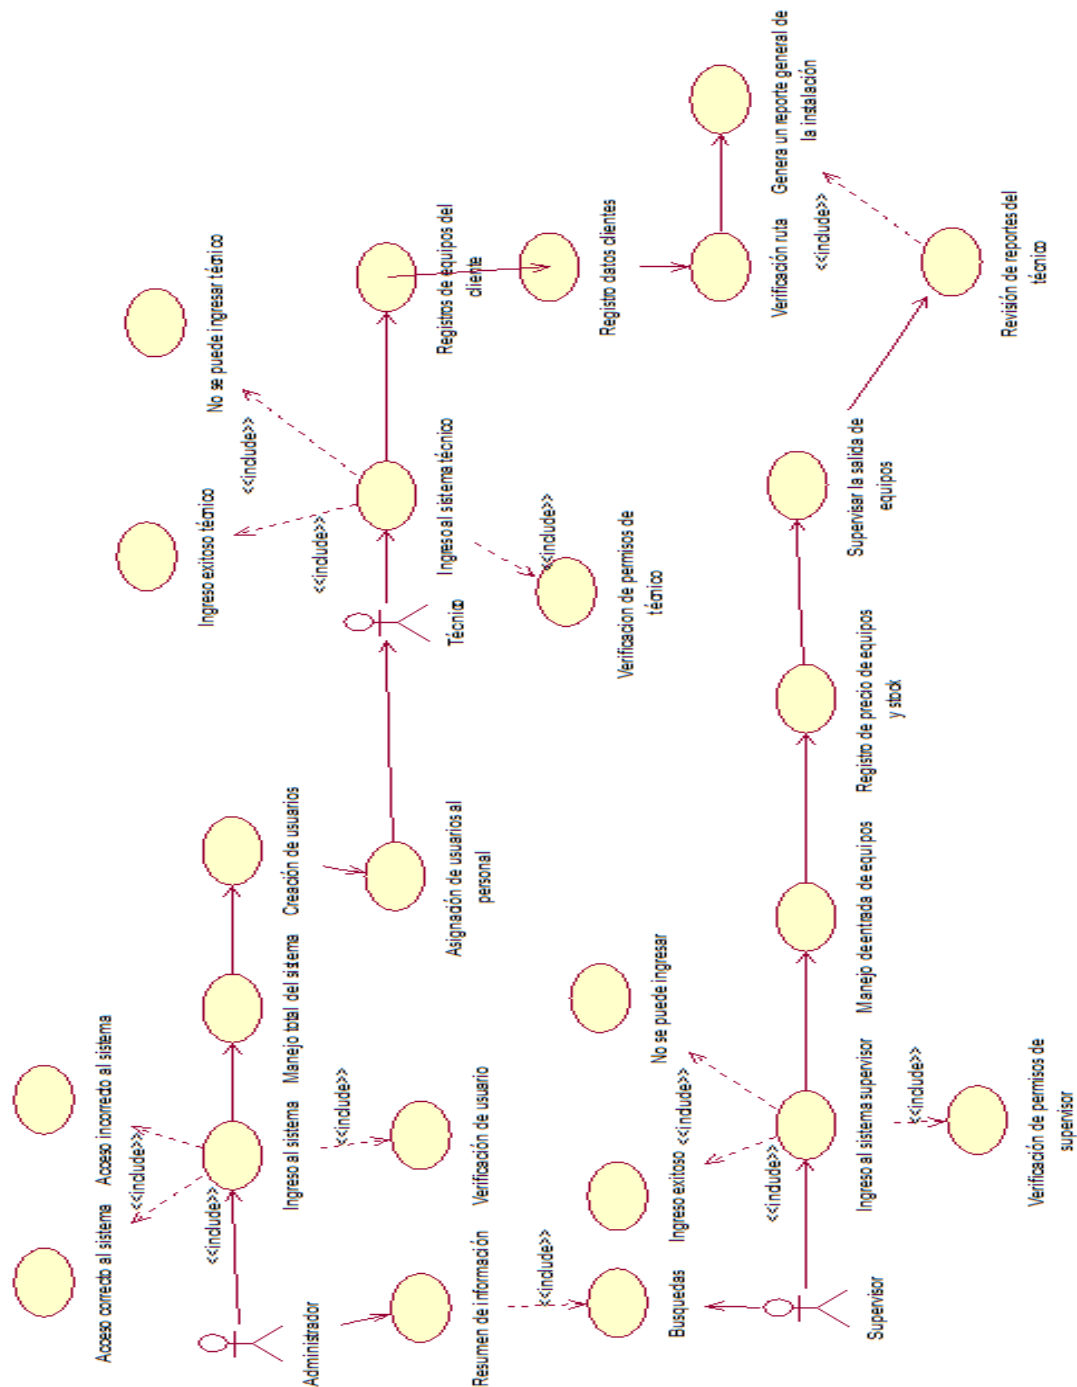 Acceso correcto al sistema
Acceso incorrecto al sistema
<<include>>
Ingreso exitoso técnico
No se puede ingresar técnico
<<include>>
<<include>>
Ingreso al sistema
Manejo total del sistema
Creación de usuarios
Administrador
<<include>>
<<include>>
Ingreso al sistema técnico
Registros de equipos del
cliente
Asignación de usuarios al
personal
Técnico
Resumen de información
Verificación de usuario
<<include>>
<<include>>
Registro datos clientes
Verificacion de permisos de
técnico
Busquedas
Ingreso exitoso
<<include>>
No se puede ingresar
<<include>>
Verificación ruta
Genera un reporte general de
la instalación
<<include>>
Supervisor
Ingreso al sistema supervisor
Manejo de entrada de equipos
Registro de precio de equipos
y stock
Supervisar la salida de
equipos
<<include>>
Revisión de reportes del
técnico
Verificación de permisos de
supervisor